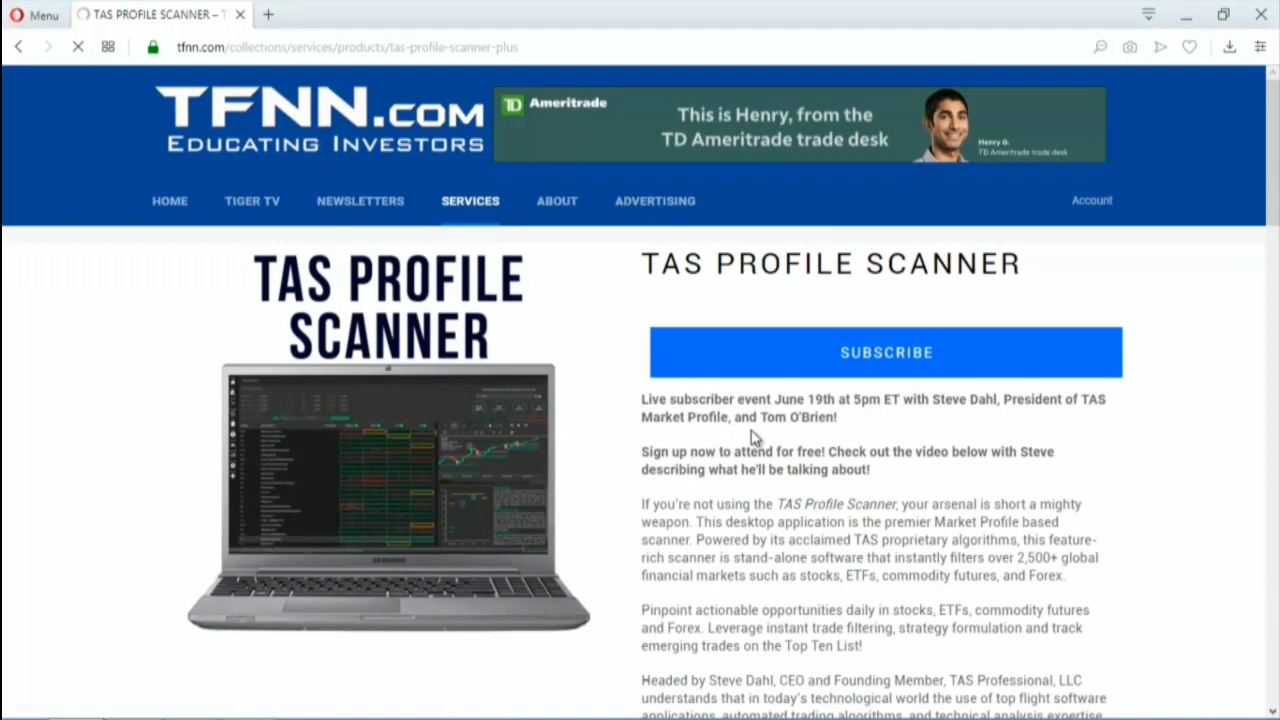 Menu
TAS PROFILE SCANNER – T
tfnn.com/collections/services/products/tas-profile-scanner-plus
TFNN.COM
EDUCATING INVESTORS
TD Ameritrade
This is Henry, from the
TD Ameritrade trade desk
Henry G.
TD Ameritrade trade desk
HOME
TIGER TV
NEWSLETTERS
SERVICES
ABOUT
ADVERTISING
Account
TAS PROFILE
SCANNER
SAMSUNG
TAS PROFILE SCANNER
SUBSCRIBE
Live subscriber event June 19th at 5pm ET with Steve Dahl, President of TAS
Market Profile, and Tom O'Brien!
Sign up now to attend for free! Check out the video below with Steve
describing what he'll be talking about!
If you're not using the TAS Profile Scanner, your arsenal is short a mighty
weapon. This desktop application is the premier Market Profile based
scanner. Powered by its acclaimed TAS proprietary algorithms, this feature-
rich scanner is stand-alone software that instantly filters over 2,500+ global
financial markets such as stocks, ETFs, commodity futures, and Forex.
Pinpoint actionable opportunities daily in stocks, ETFs, commodity futures
and Forex. Leverage instant trade filtering, strategy formulation and track
emerging trades on the Top Ten List!
Headed by Steve Dahl, CEO and Founding Member, TAS Professional, LLC
understands that in today's technological world the use of top flight software
applications, automated trading algorithms, and technical analysis expertise